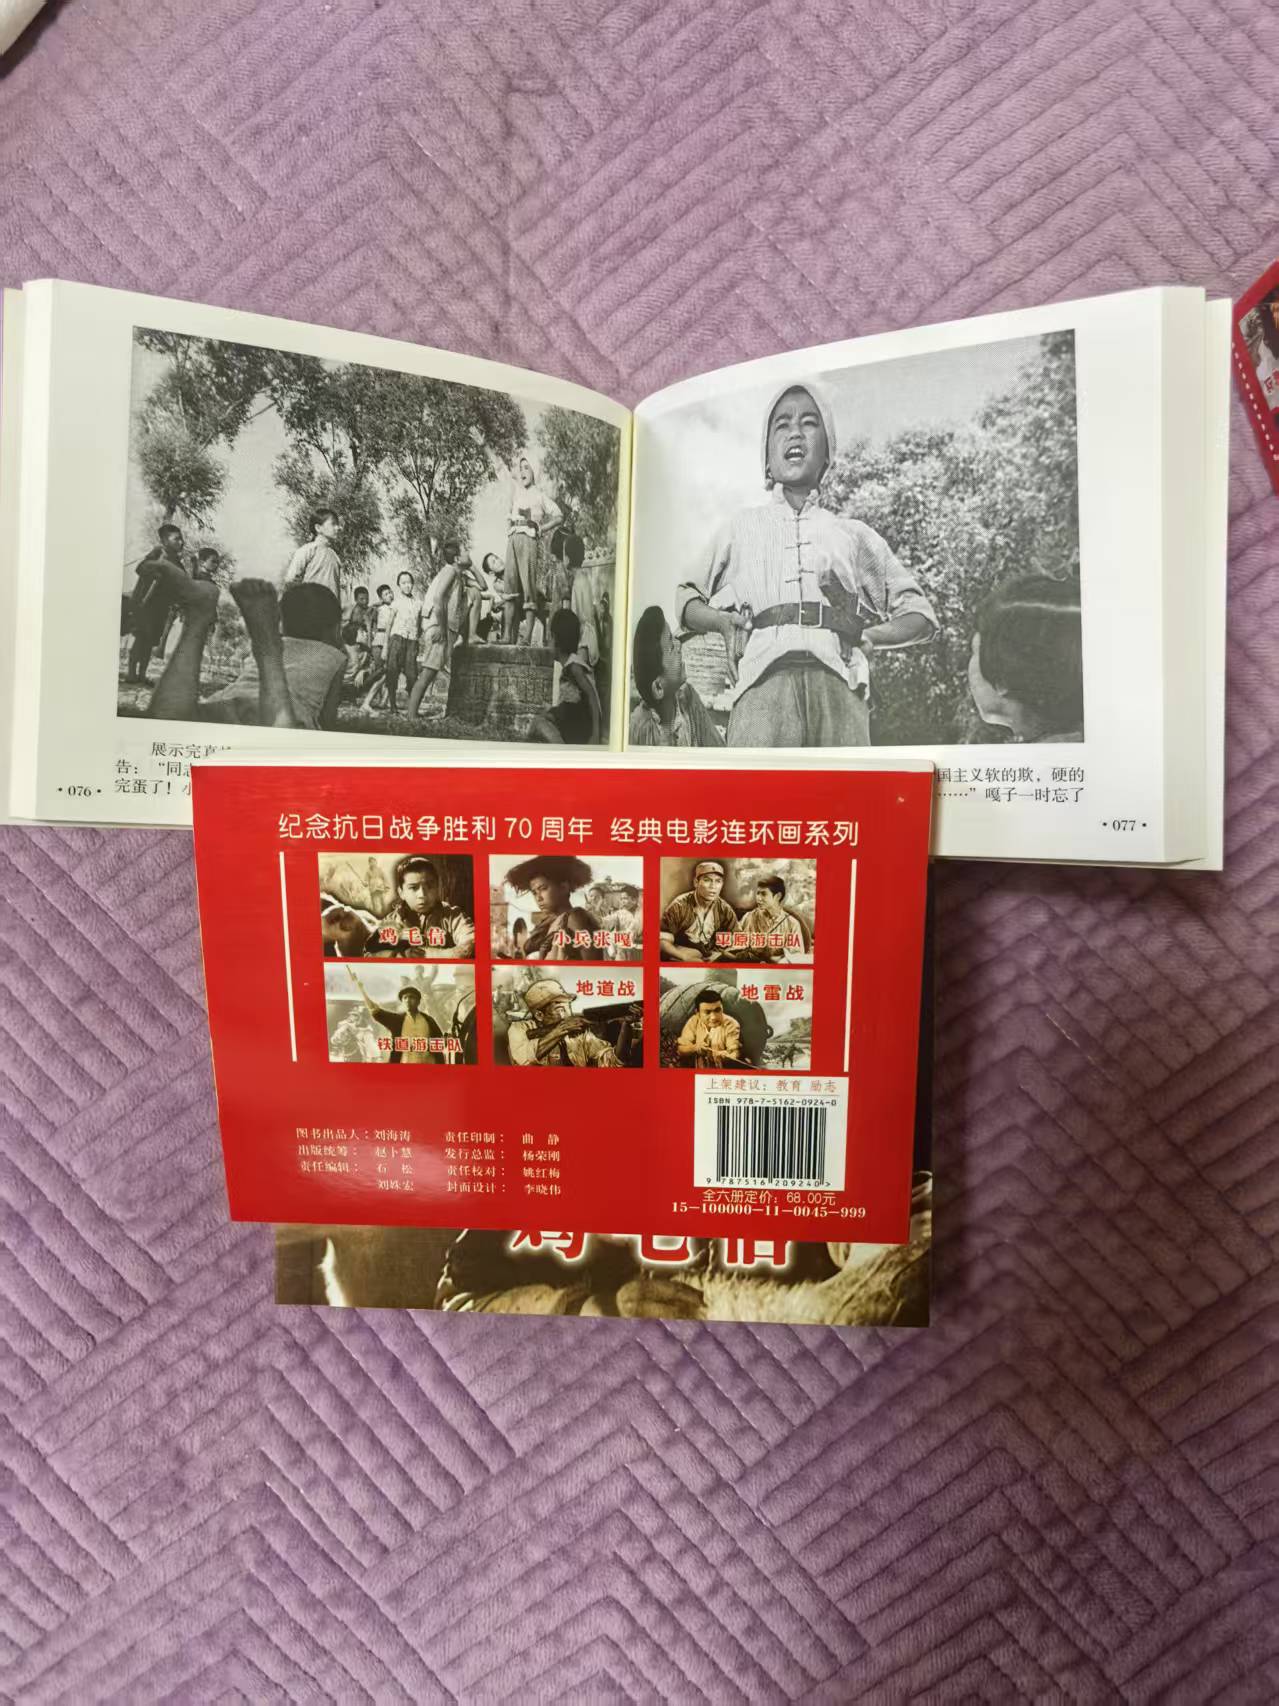 展示完真
告：“同志
·076·
完蛋了！小
国主义软的欺，硬的
……”嘎子一时忘了
·077·
纪念抗日战争胜利70周年 经典电影连环画系列
鸡毛信
小兵张嘎
平原游击队
铁道游击队
地道战
地雷战
上架建议：教育 励志
ISBN 978-7-5162-0924-0
9 787516 209240 >
全六册定价：68.00元
15-100000-11-0045-999
图书出品人：刘海涛 责任印制：曲 静
出版统筹：赵卜慧 发行总监：杨荣刚
责任编辑：石 松 责任校对：姚红梅
刘姝宏 封面设计：李晓伟
鸡毛信